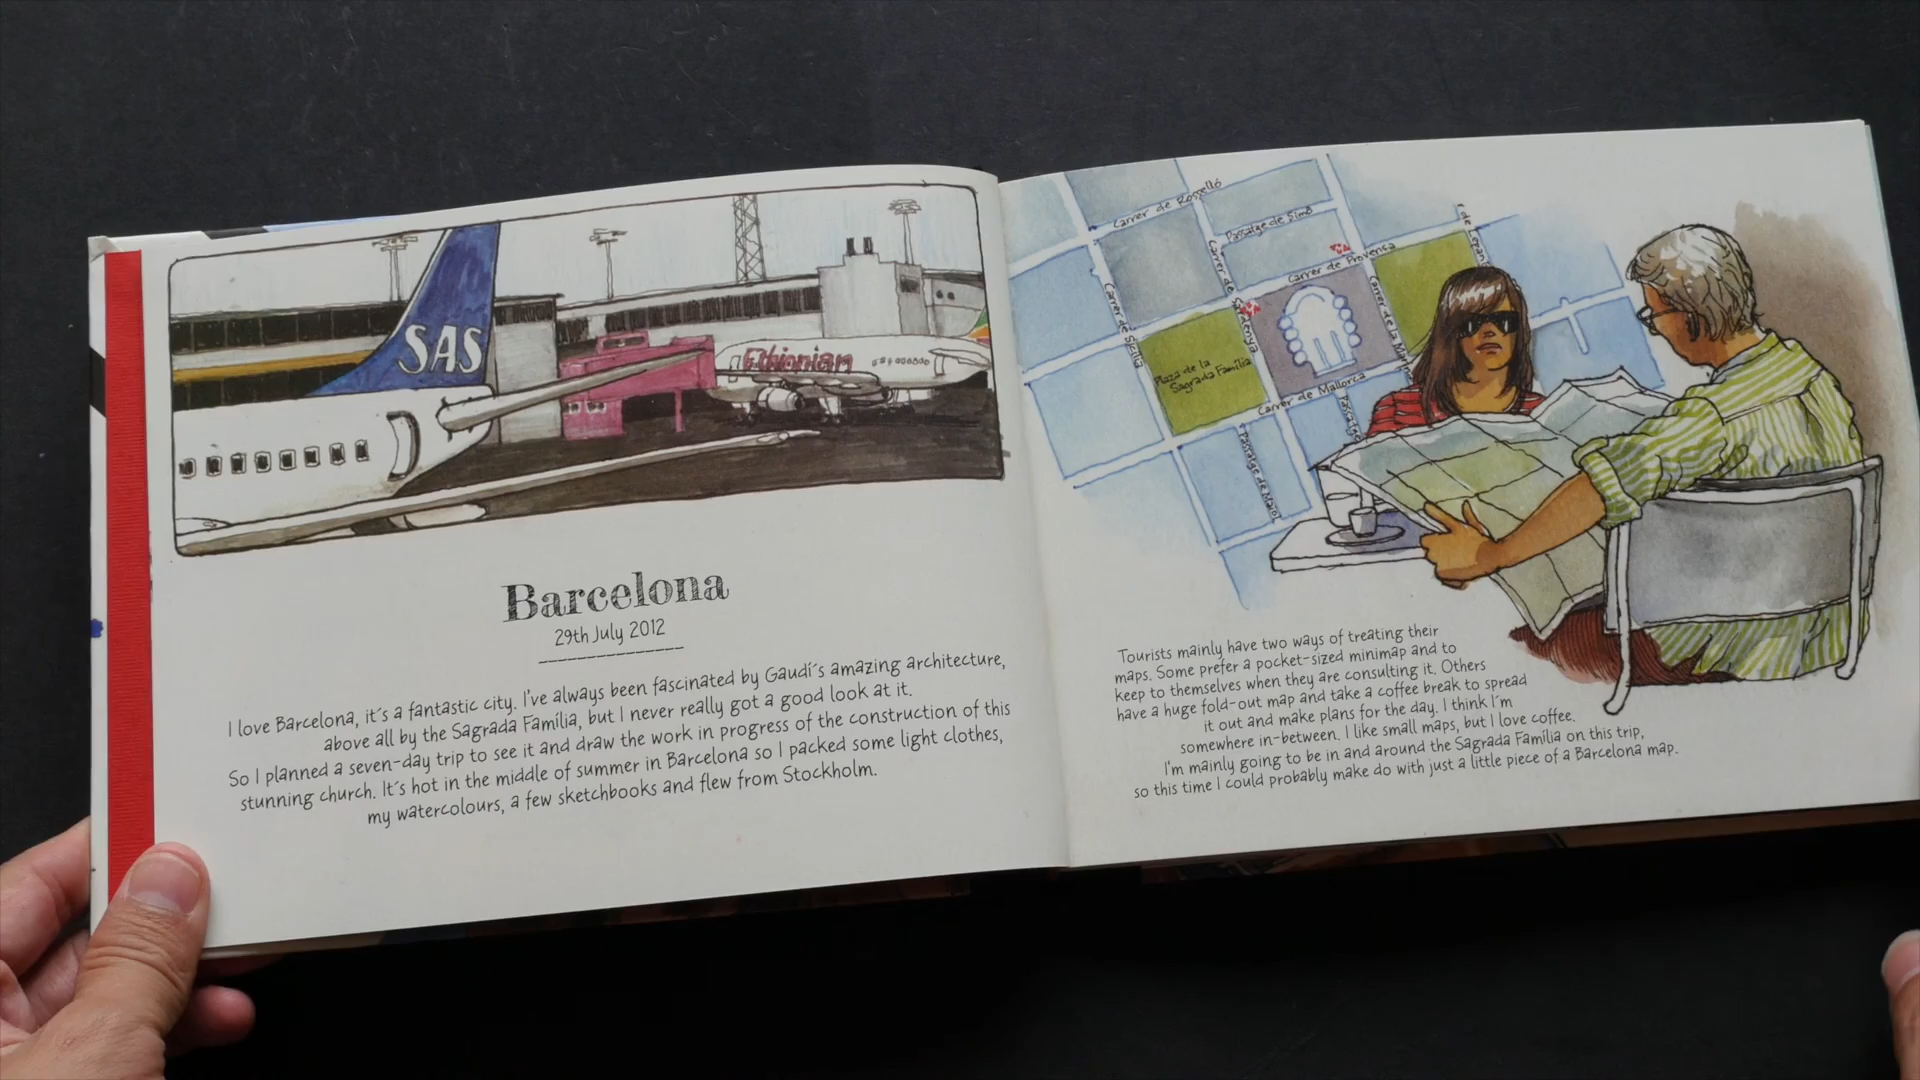 SAS
Ethiopian
Barcelona
29th July 2012
I love Barcelona, it´s a fantastic city. I´ve always been fascinated by Gaudí´s amazing architecture,
above all by the Sagrada Família, but I never really got a good look at it.
So I planned a seven-day trip to see it and draw the work in progress of the construction of this
stunning church. It´s hot in the middle of summer in Barcelona so I packed some light clothes,
my watercolours, a few sketchbooks and flew from Stockholm.
Carrer de Rosselló
Passatge de Simó
Carrer de Provensa
Carrer de Sicilia
Carrer de
Plaza de la
Sagrada Família
Carrer de Mallorca
Carrer de la
Tourists mainly have two ways of treating their
maps. Some prefer a pocket-sized minimap and to
keep to themselves when they are consulting it. Others
have a huge fold-out map and take a coffee break to spread
it out and make plans for the day. I think I´m
somewhere in-between. I like small maps, but I love coffee.
I'm mainly going to be in and around the Sagrada Família on this trip,
so this time I could probably make do with just a little piece of a Barcelona map.